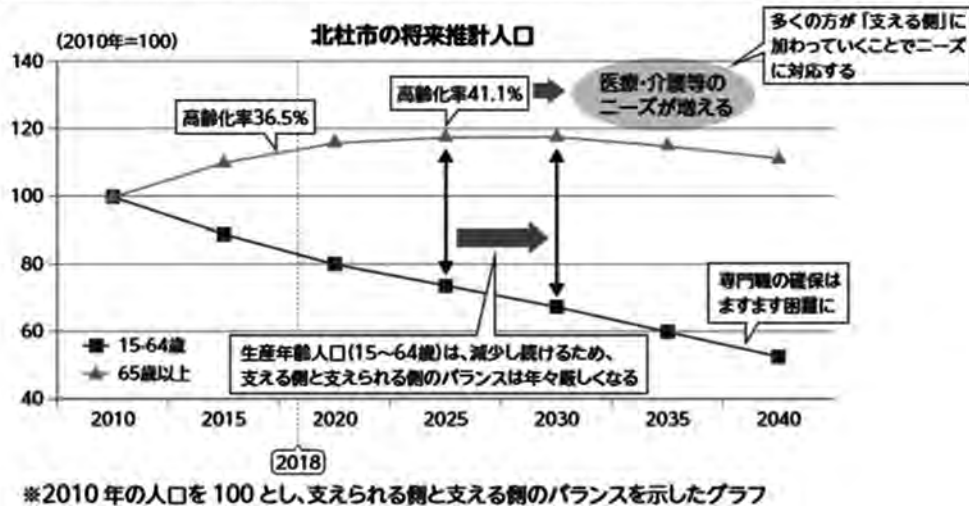 北杜市の将来推計人口
(2010年=100)
多くの方が「支える側」に
加わっていくことでニーズ
に対応する
医療・介護等の
ニーズが増える
高齢化率41.1%
高齢化率36.5%
140
120
100
80
60
40
専門職の確保は
ますます困難に
生産年齢人口(15〜64歳)は、減少し続けるため、
支える側と支えられる側のバランスは年々厳しくなる
15-64歳
65歳以上
2010 2015 2020 2025 2030 2035 2040
2018
※2010年の人口を100とし、支えられる側と支える側のバランスを示したグラフ